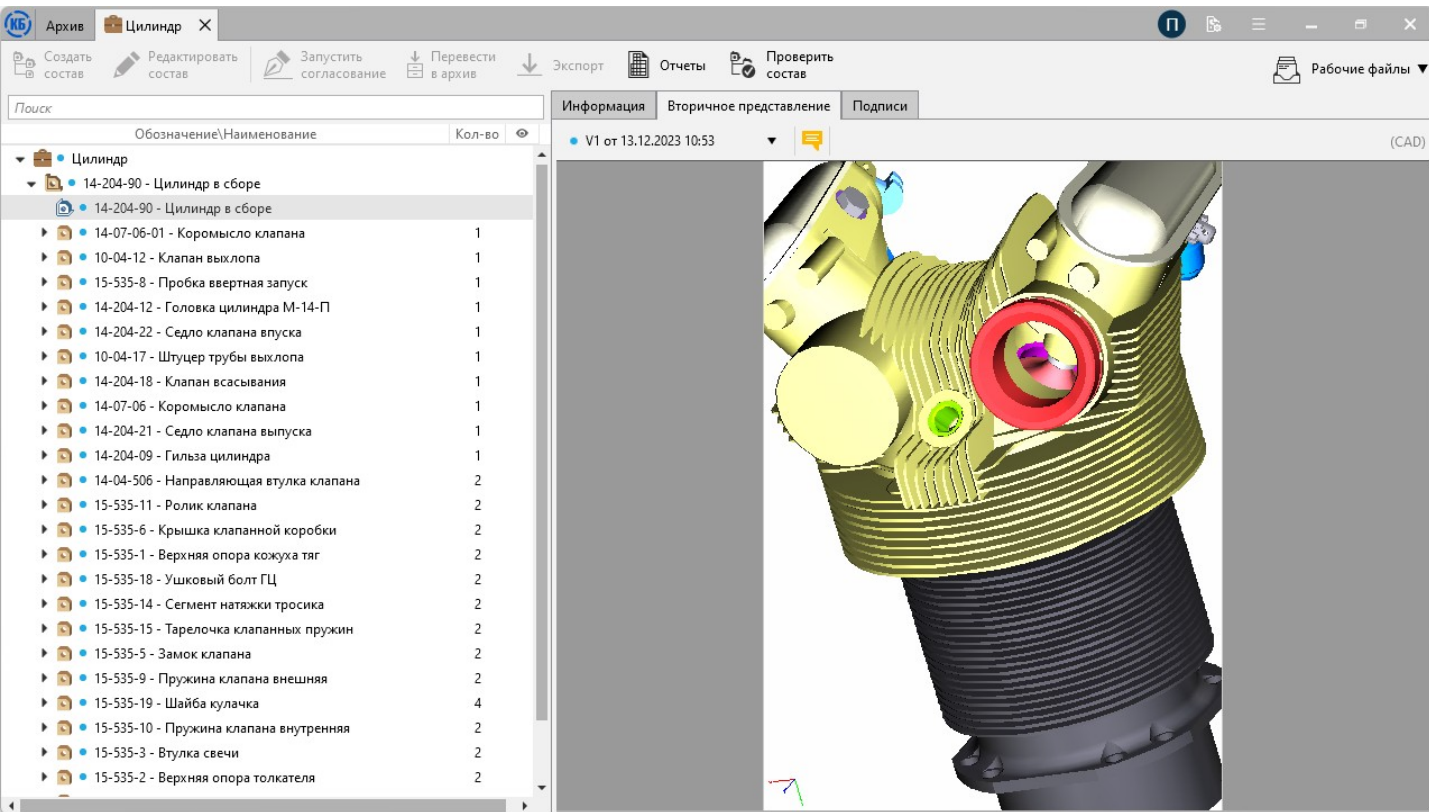 КБ Архив Цилиндр П
Создать состав Редактировать состав Запустить согласование Перевести в архив Экспорт Отчеты Проверить состав Рабочие файлы
Поиск
Информация Вторичное представление Подписи
Обозначение\Наименование Кол-во
V1 от 13.12.2023 10:53 (CAD)
Цилиндр
14-204-90 - Цилиндр в сборе
14-204-90 - Цилиндр в сборе
14-07-06-01 - Коромысло клапана 1
10-04-12 - Клапан выхлопа 1
15-535-8 - Пробка ввертная запуск 1
14-204-12 - Головка цилиндра М-14-П 1
14-204-22 - Седло клапана впуска 1
10-04-17 - Штуцер трубы выхлопа 1
14-204-18 - Клапан всасывания 1
14-07-06 - Коромысло клапана 1
14-204-21 - Седло клапана выпуска 1
14-204-09 - Гильза цилиндра 1
14-04-506 - Направляющая втулка клапана 2
15-535-11 - Ролик клапана 2
15-535-6 - Крышка клапанной коробки 2
15-535-1 - Верхняя опора кожуха тяг 2
15-535-18 - Ушковый болт ГЦ 2
15-535-14 - Сегмент натяжки тросика 2
15-535-15 - Тарелочка клапанных пружин 2
15-535-5 - Замок клапана 2
15-535-9 - Пружина клапана внешняя 2
15-535-19 - Шайба кулачка 4
15-535-10 - Пружина клапана внутренняя 2
15-535-3 - Втулка свечи 2
15-535-2 - Верхняя опора толкателя 2